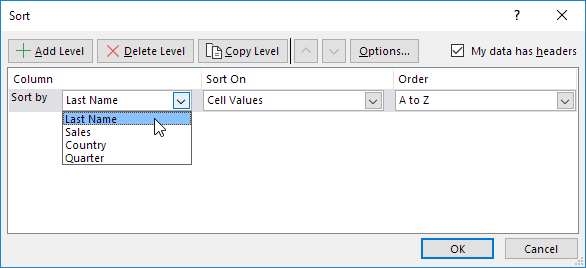 Sort
?
Add Level Delete Level Copy Level Options... My data has headers
Column Sort On Order
Sort by Last Name Cell Values A to Z
Last Name
Sales
Country
Quarter
OK Cancel